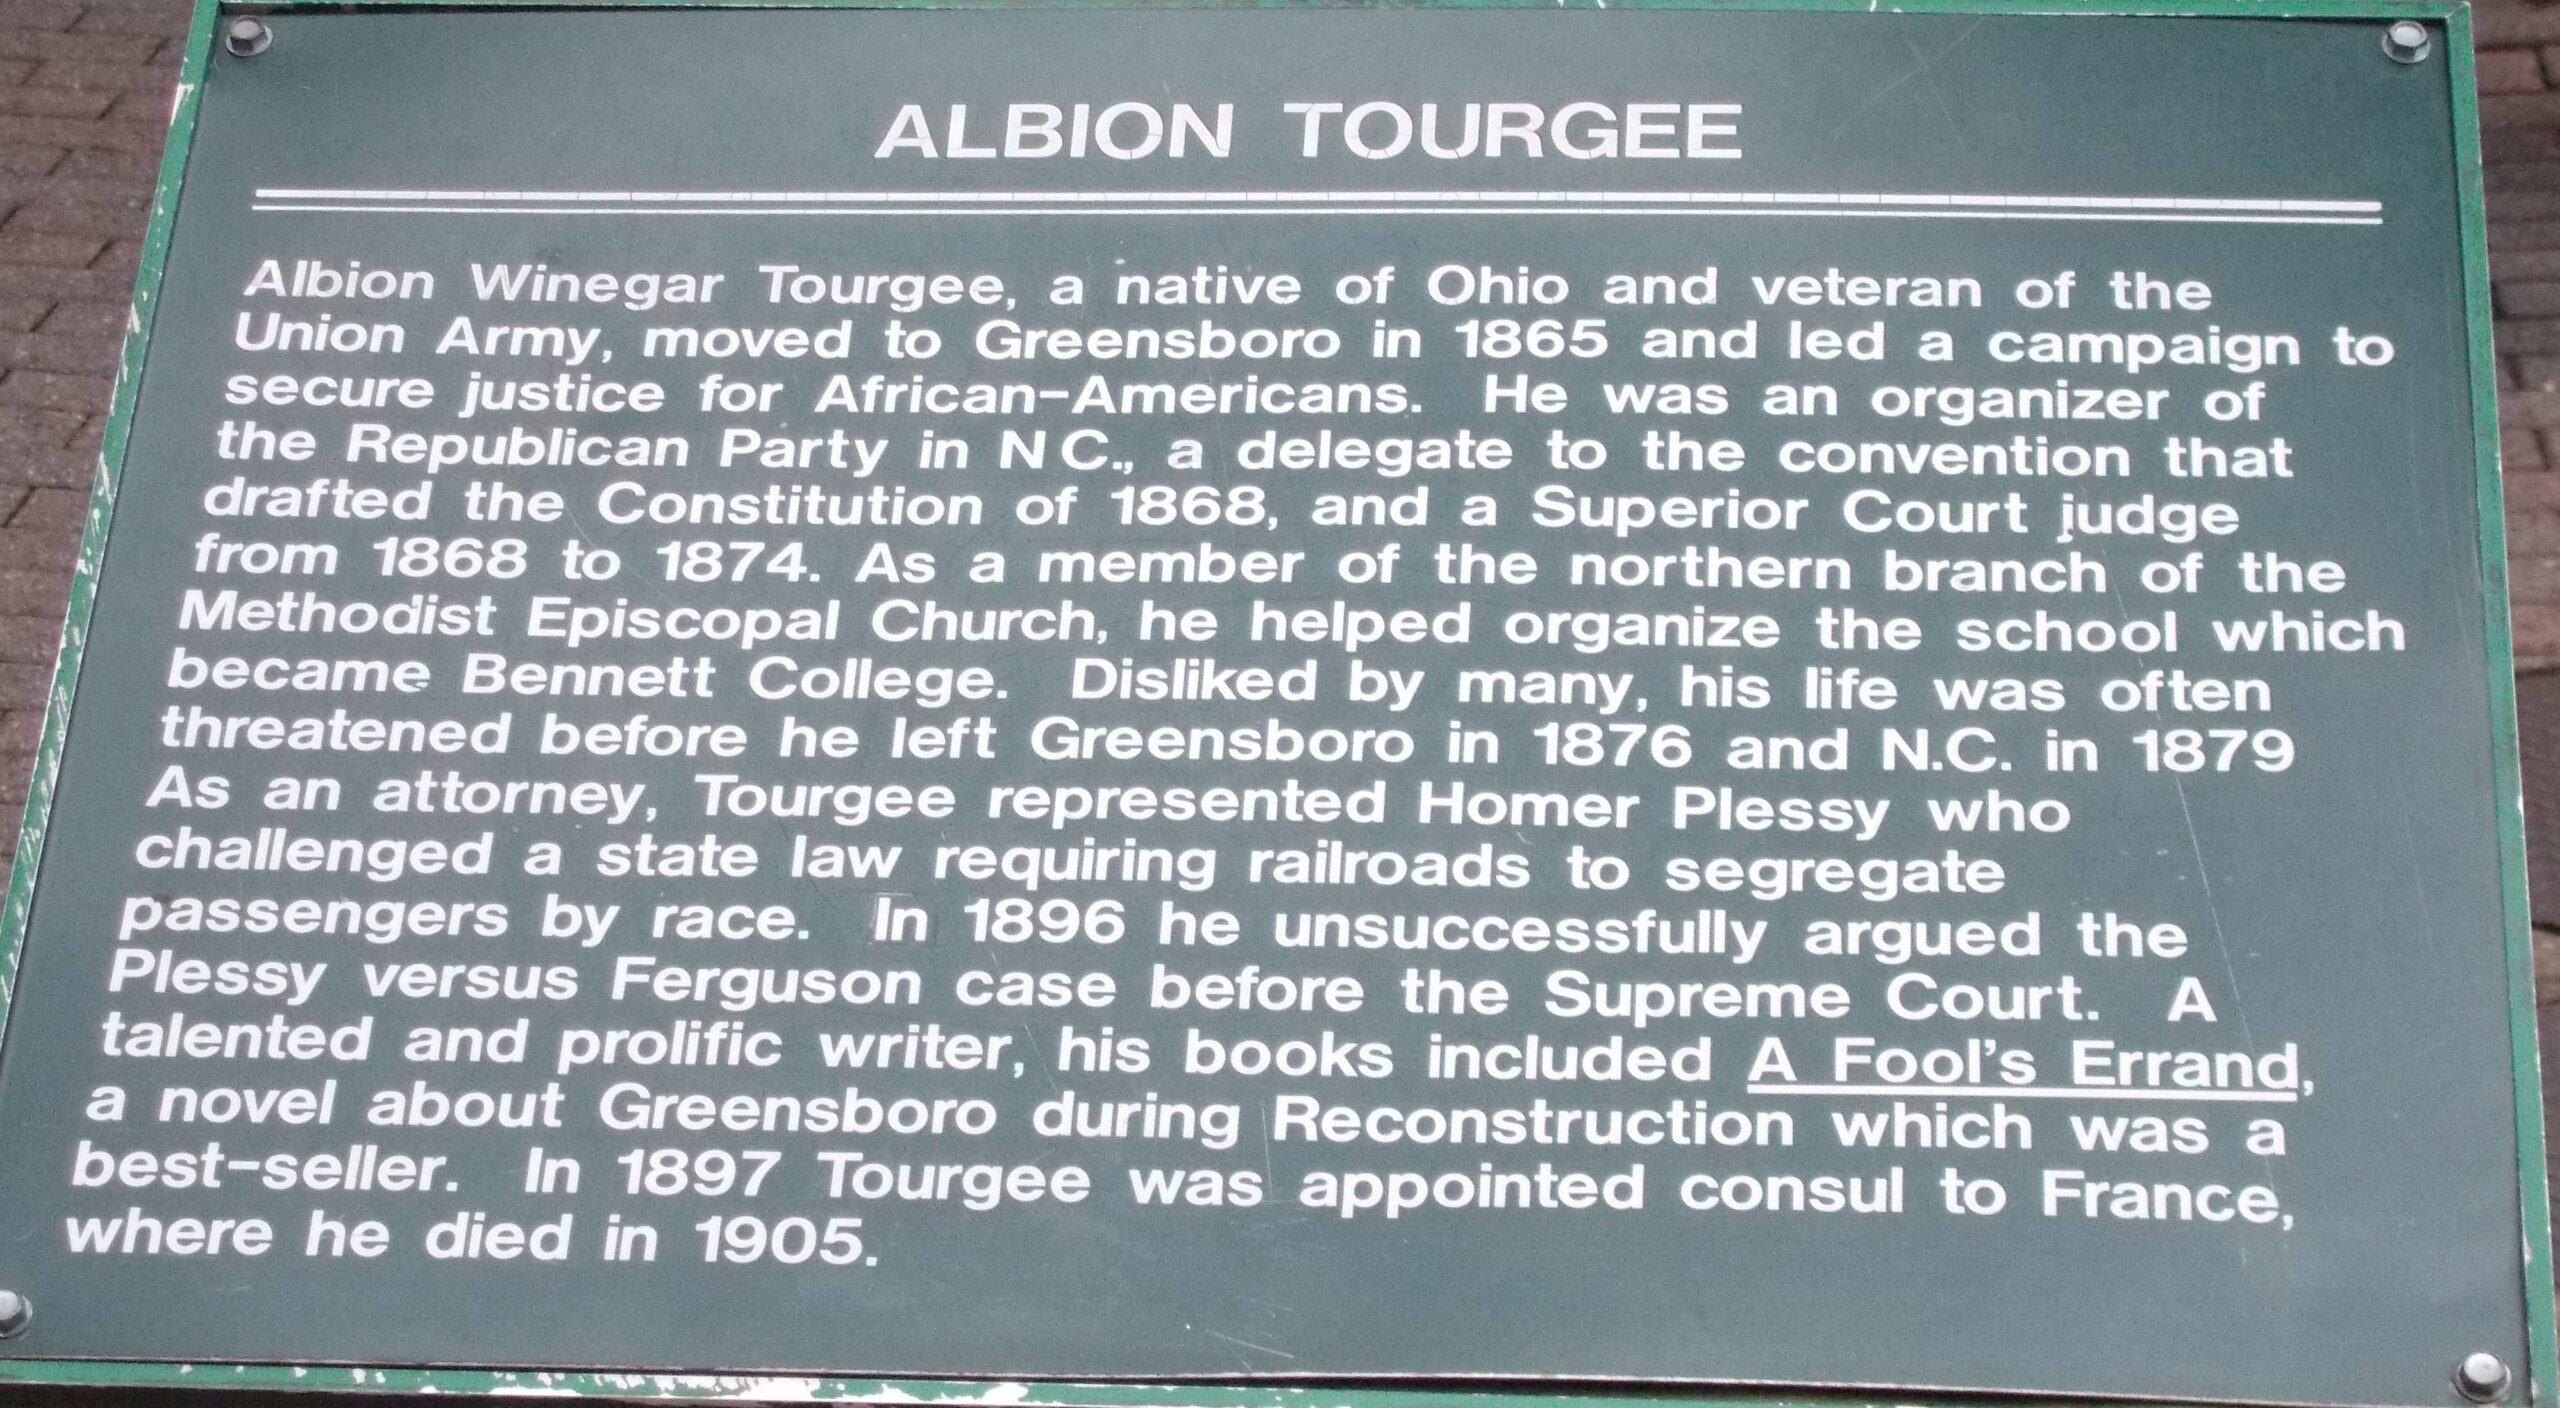 ALBION TOURGEE
Albion Winegar Tourgee, a native of Ohio and veteran of the
Union Army, moved to Greensboro in 1865 and led a campaign to
secure justice for African-Americans. He was an organizer of
the Republican Party in N C., a delegate to the convention that
drafted the Constitution of 1868, and a Superior Court judge
from 1868 to 1874. As a member of the northern branch of the
Methodist Episcopal Church, he helped organize the school which
became Bennett College. Disliked by many, his life was often
threatened before he left Greensboro in 1876 and N.C. in 1879
As an attorney, Tourgee represented Homer Plessy who
challenged a state law requiring railroads to segregate
passengers by race. In 1896 he unsuccessfully argued the
Plessy versus Ferguson case before the Supreme Court. A
talented and prolific writer, his books included A Fool's Errand,
a novel about Greensboro during Reconstruction which was a
best-seller. In 1897 Tourgee was appointed consul to France,
where he died in 1905.